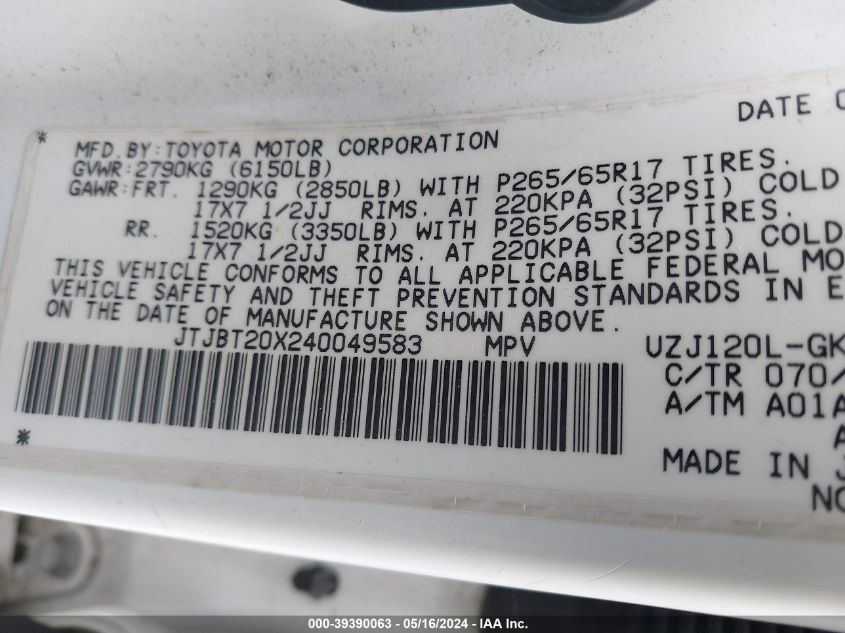 DATE
MFD. BY: TOYOTA MOTOR CORPORATION
GVWR: 2790KG (6150LB)
GAWR: FRT. 1290KG (2850LB) WITH P265/65R17 TIRES.
17X7 1/2JJ RIMS. AT 220KPA (32PSI) COLD
RR. 1520KG (3350LB) WITH P265/65R17 TIRES.
17X7 1/2JJ RIMS. AT 220KPA (32PSI) COLD
THIS VEHICLE CONFORMS TO ALL APPLICABLE FEDERAL MO
VEHICLE SAFETY AND THEFT PREVENTION STANDARDS IN E
ON THE DATE OF MANUFACTURE SHOWN ABOVE.
JTJBT20X240049583 MPV UZJ120L-GK
C/TR 070/
A/TM A01A
A
MADE IN J
NO
000-39390063 - 05/16/2024 - IAA Inc.